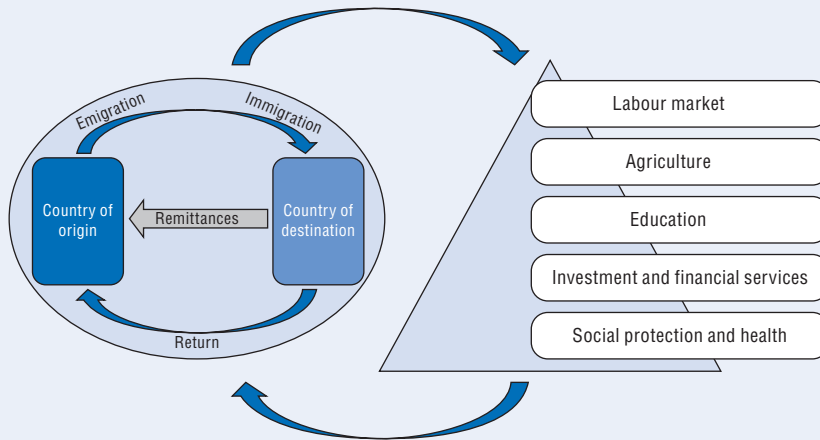 Emigration
Immigration
Country of
origin
Remittances
Country of
destination
Return
Labour market
Agriculture
Education
Investment and financial services
Social protection and health